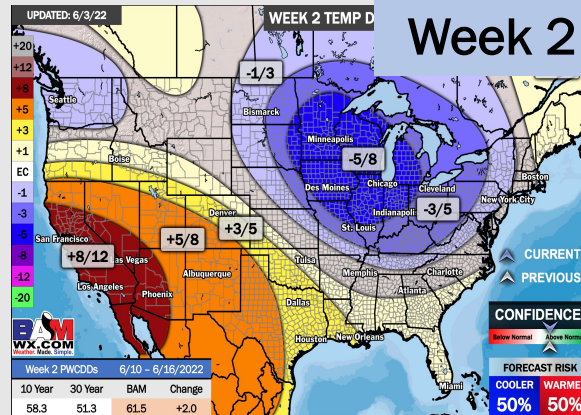 UPDATED: 6/3/22
WEEK 2 TEMP D
Week 2
+20
+12
+8
+5
+3
+1
EC
-1
-3
-5
-8
-12
-20
-1/3
Seattle
Bismarck
Minneapolis
-5/8
Boise
Des Moines
Chicago
Cleveland
Boston
New York City
Indianapoli
-3/5
St. Louis
Denver
+3/5
San Francisco
+5/8
+8/12
as Vegas
Tulsa
CURRENT
Albuquerque
Memphis
Charlotte
PREVIOUS
Los Angeles
Phoenix
Atlanta
Dallas
CONFIDENCE
Below Normal
Above Norma
BAM
WX.COM
Weather. Made. Simple.
Houston
New Orleans
Miami
Week 2 PWCDDs
6/10 – 6/16/2022
10 Year
30 Year
BAM
Change
58.3
51.3
61.5
+2.0
FORECAST RISK
COOLER
WARME
50%
50%